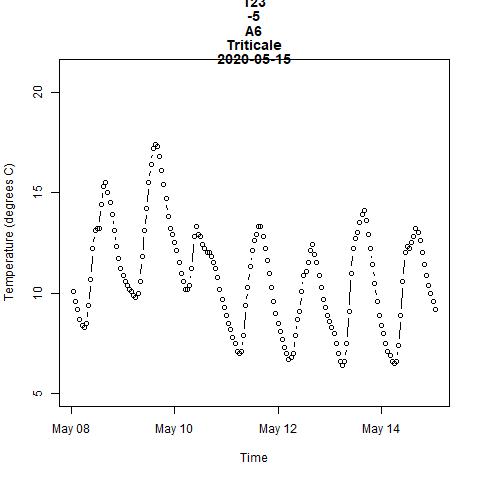 123
-5
A6
Triticale
2020-05-15
20
15
10
5
Temperature (degrees C)
May 08
May 10
May 12
May 14
Time